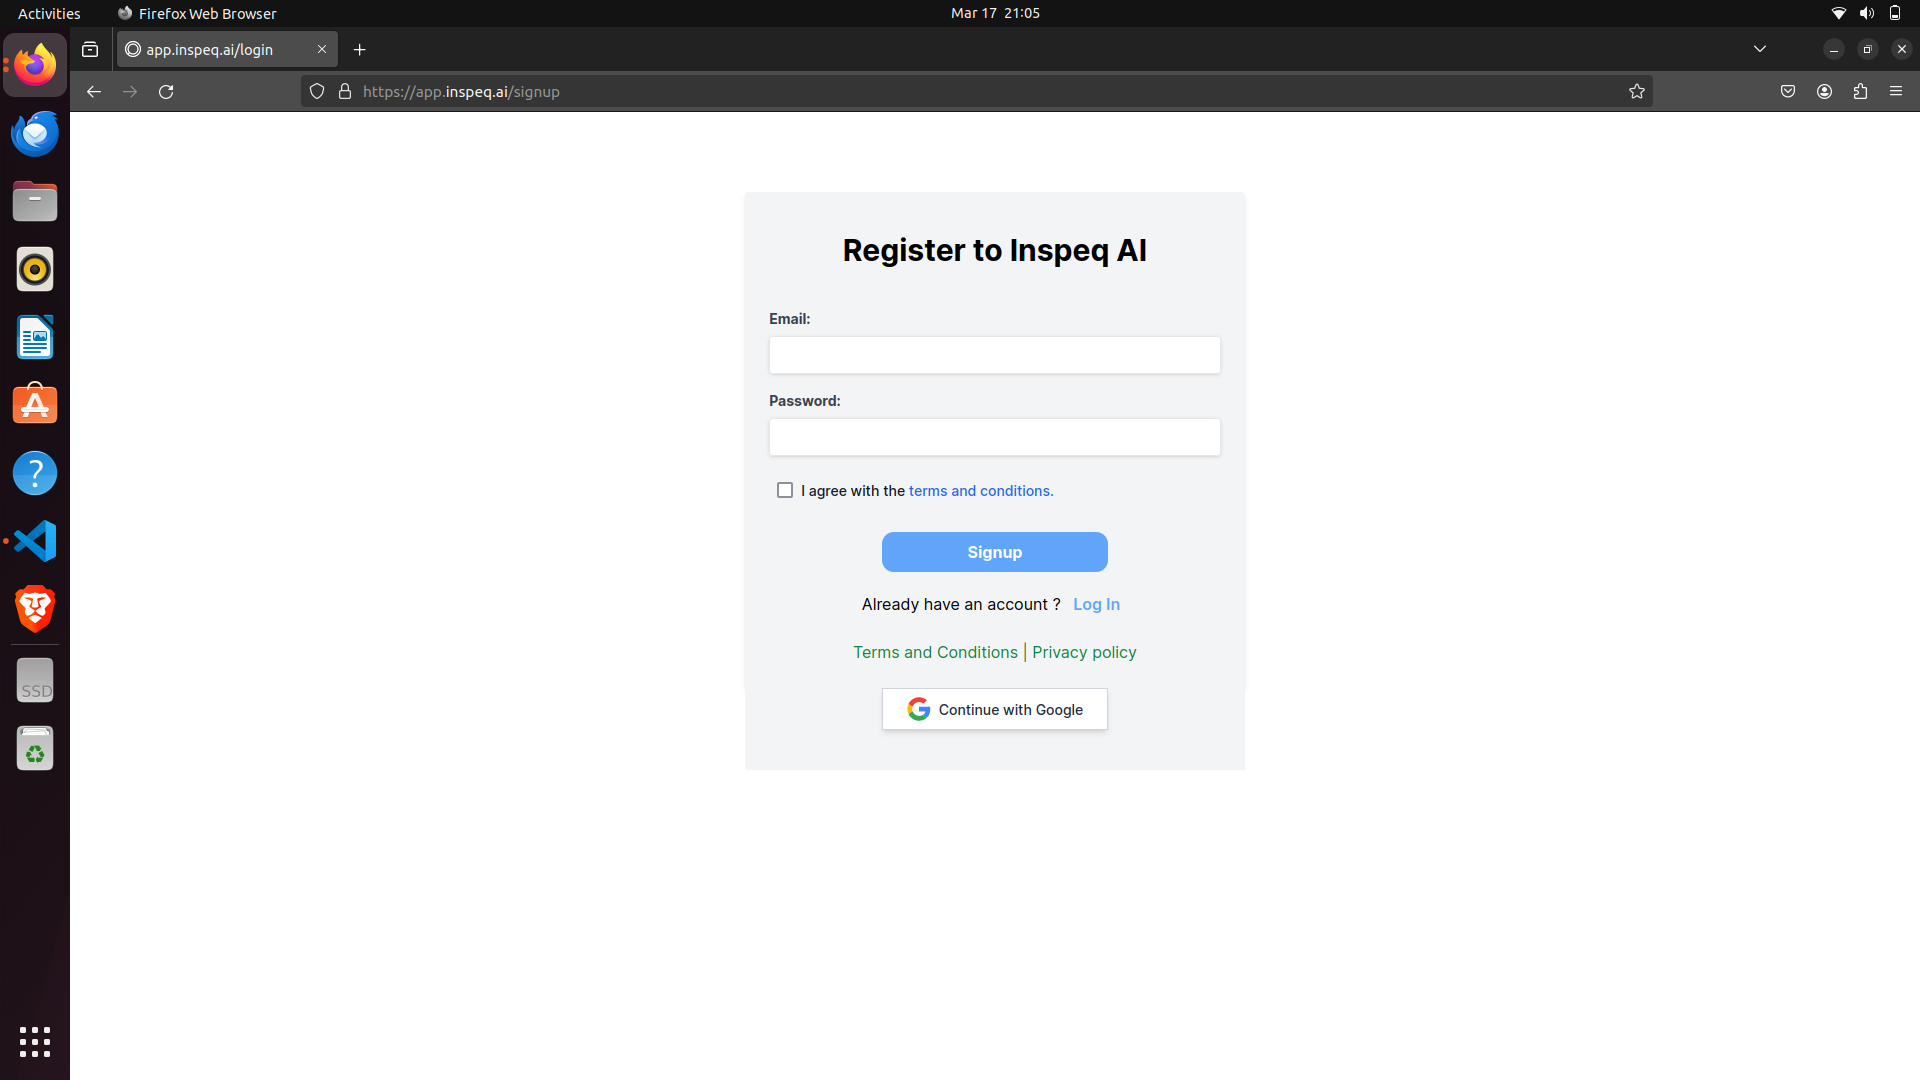 Activities
Firefox Web Browser
Mar 17 21:05
app.inspeq.ai/login
https://app.inspeq.ai/signup
Register to Inspeq AI
Email:
Password:
I agree with the terms and conditions.
Signup
Already have an account ? Log In
Terms and Conditions | Privacy policy
Continue with Google
SSD